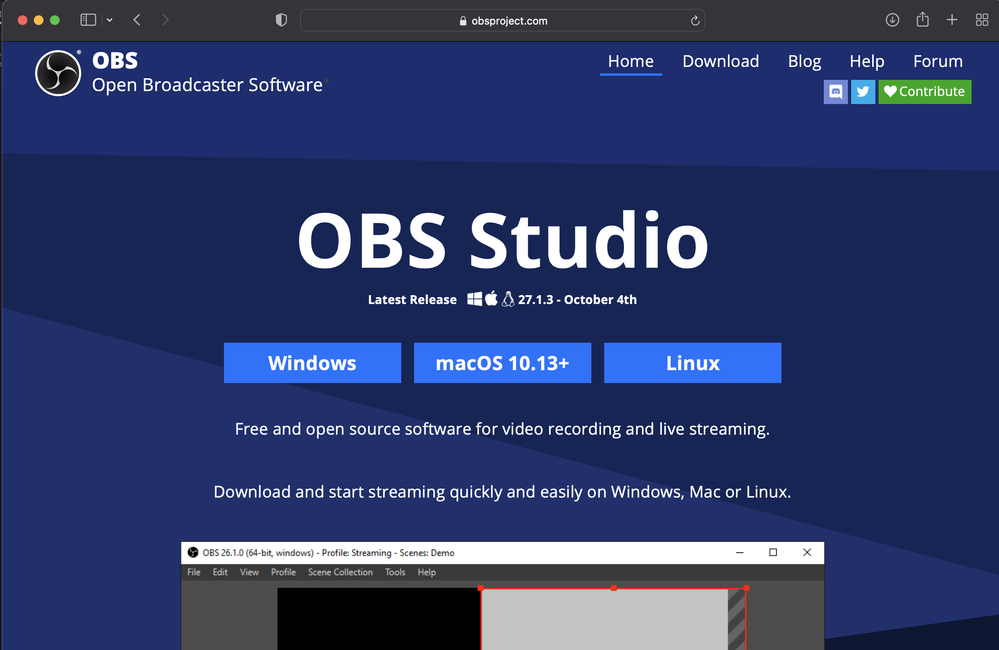 obsproject.com
OBS
Open Broadcaster Software®
Home Download Blog Help Forum
Contribute
OBS Studio
Latest Release 27.1.3 - October 4th
Windows macOS 10.13+ Linux
Free and open source software for video recording and live streaming.
Download and start streaming quickly and easily on Windows, Mac or Linux.
OBS 26.1.0 (64-bit, windows) - Profile: Streaming - Scenes: Demo
File Edit View Profile Scene Collection Tools Help